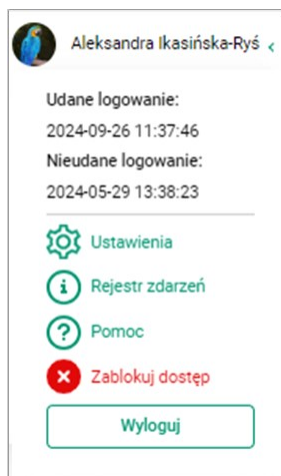 Aleksandra Ikasińska-Ryś
Udane logowanie:
2024-09-26 11:37:46
Nieudane logowanie:
2024-05-29 13:38:23
Ustawienia
Rejestr zdarzeń
Pomoc
Zablokuj dostęp
Wyloguj